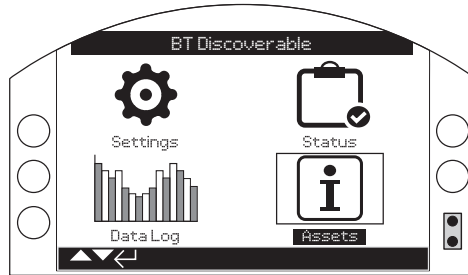 BT Discoverable
Settings
Status
Data Log
Assets